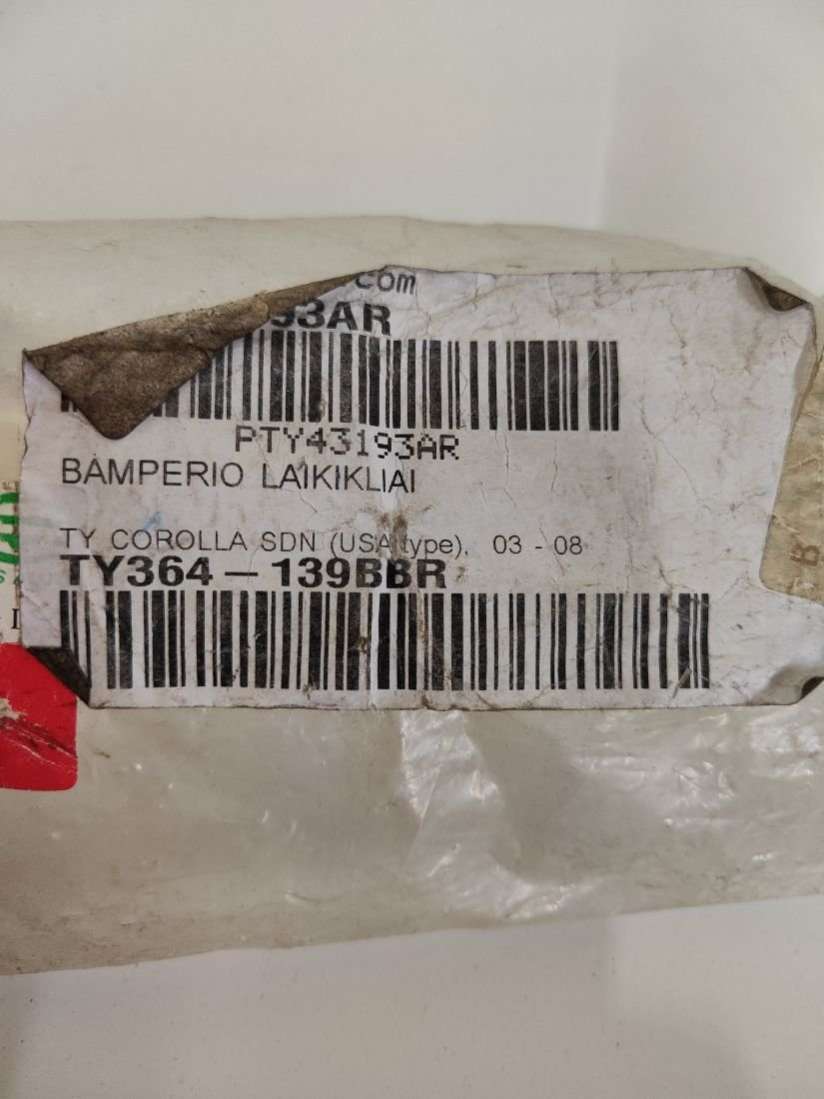 com
93AR
PTY43193AR
BAMPERIO LAIKIKLIAI
TY COROLLA SDN (USA type), 03 - 08
TY364 - 139BBR
B